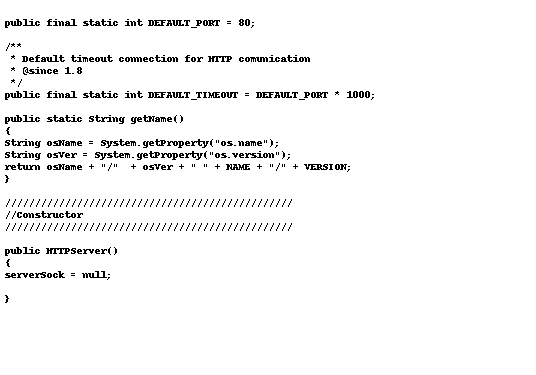 public final static int DEFAULT_PORT = 80;
/**
* Default timeout connection for HTTP comunication
* @since 1.8
*/
public final static int DEFAULT_TIMEOUT = DEFAULT_PORT * 1000;
public static String getName()
{
String osName = System.getProperty("os.name");
String osVer = System.getProperty("os.version");
return osName + "/"  + osVer + " " + NAME + "/" + VERSION;
}
////////////////////////////////////////////////
//Constructor
////////////////////////////////////////////////
public HTTPServer()
{
serverSock = null;
}